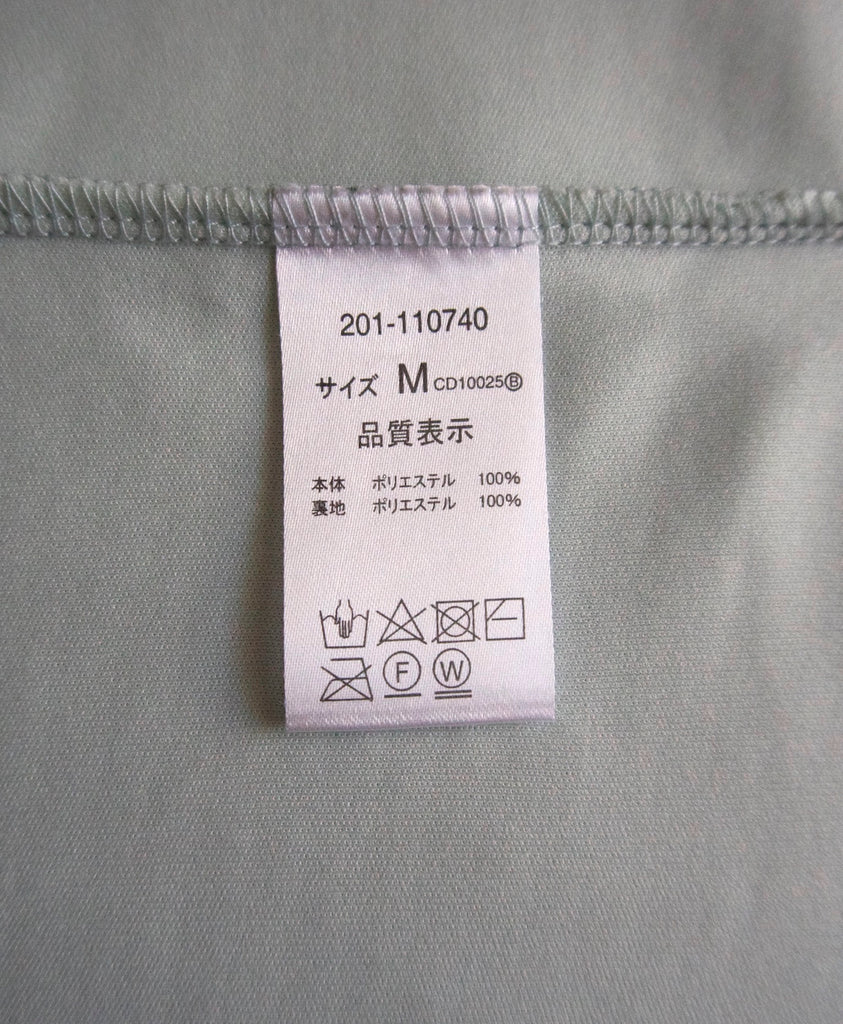 201-110740
サイズ M CD10025Ⓑ
品質表示
本体 ポリエステル 100%
裏地 ポリエステル 100%
F W